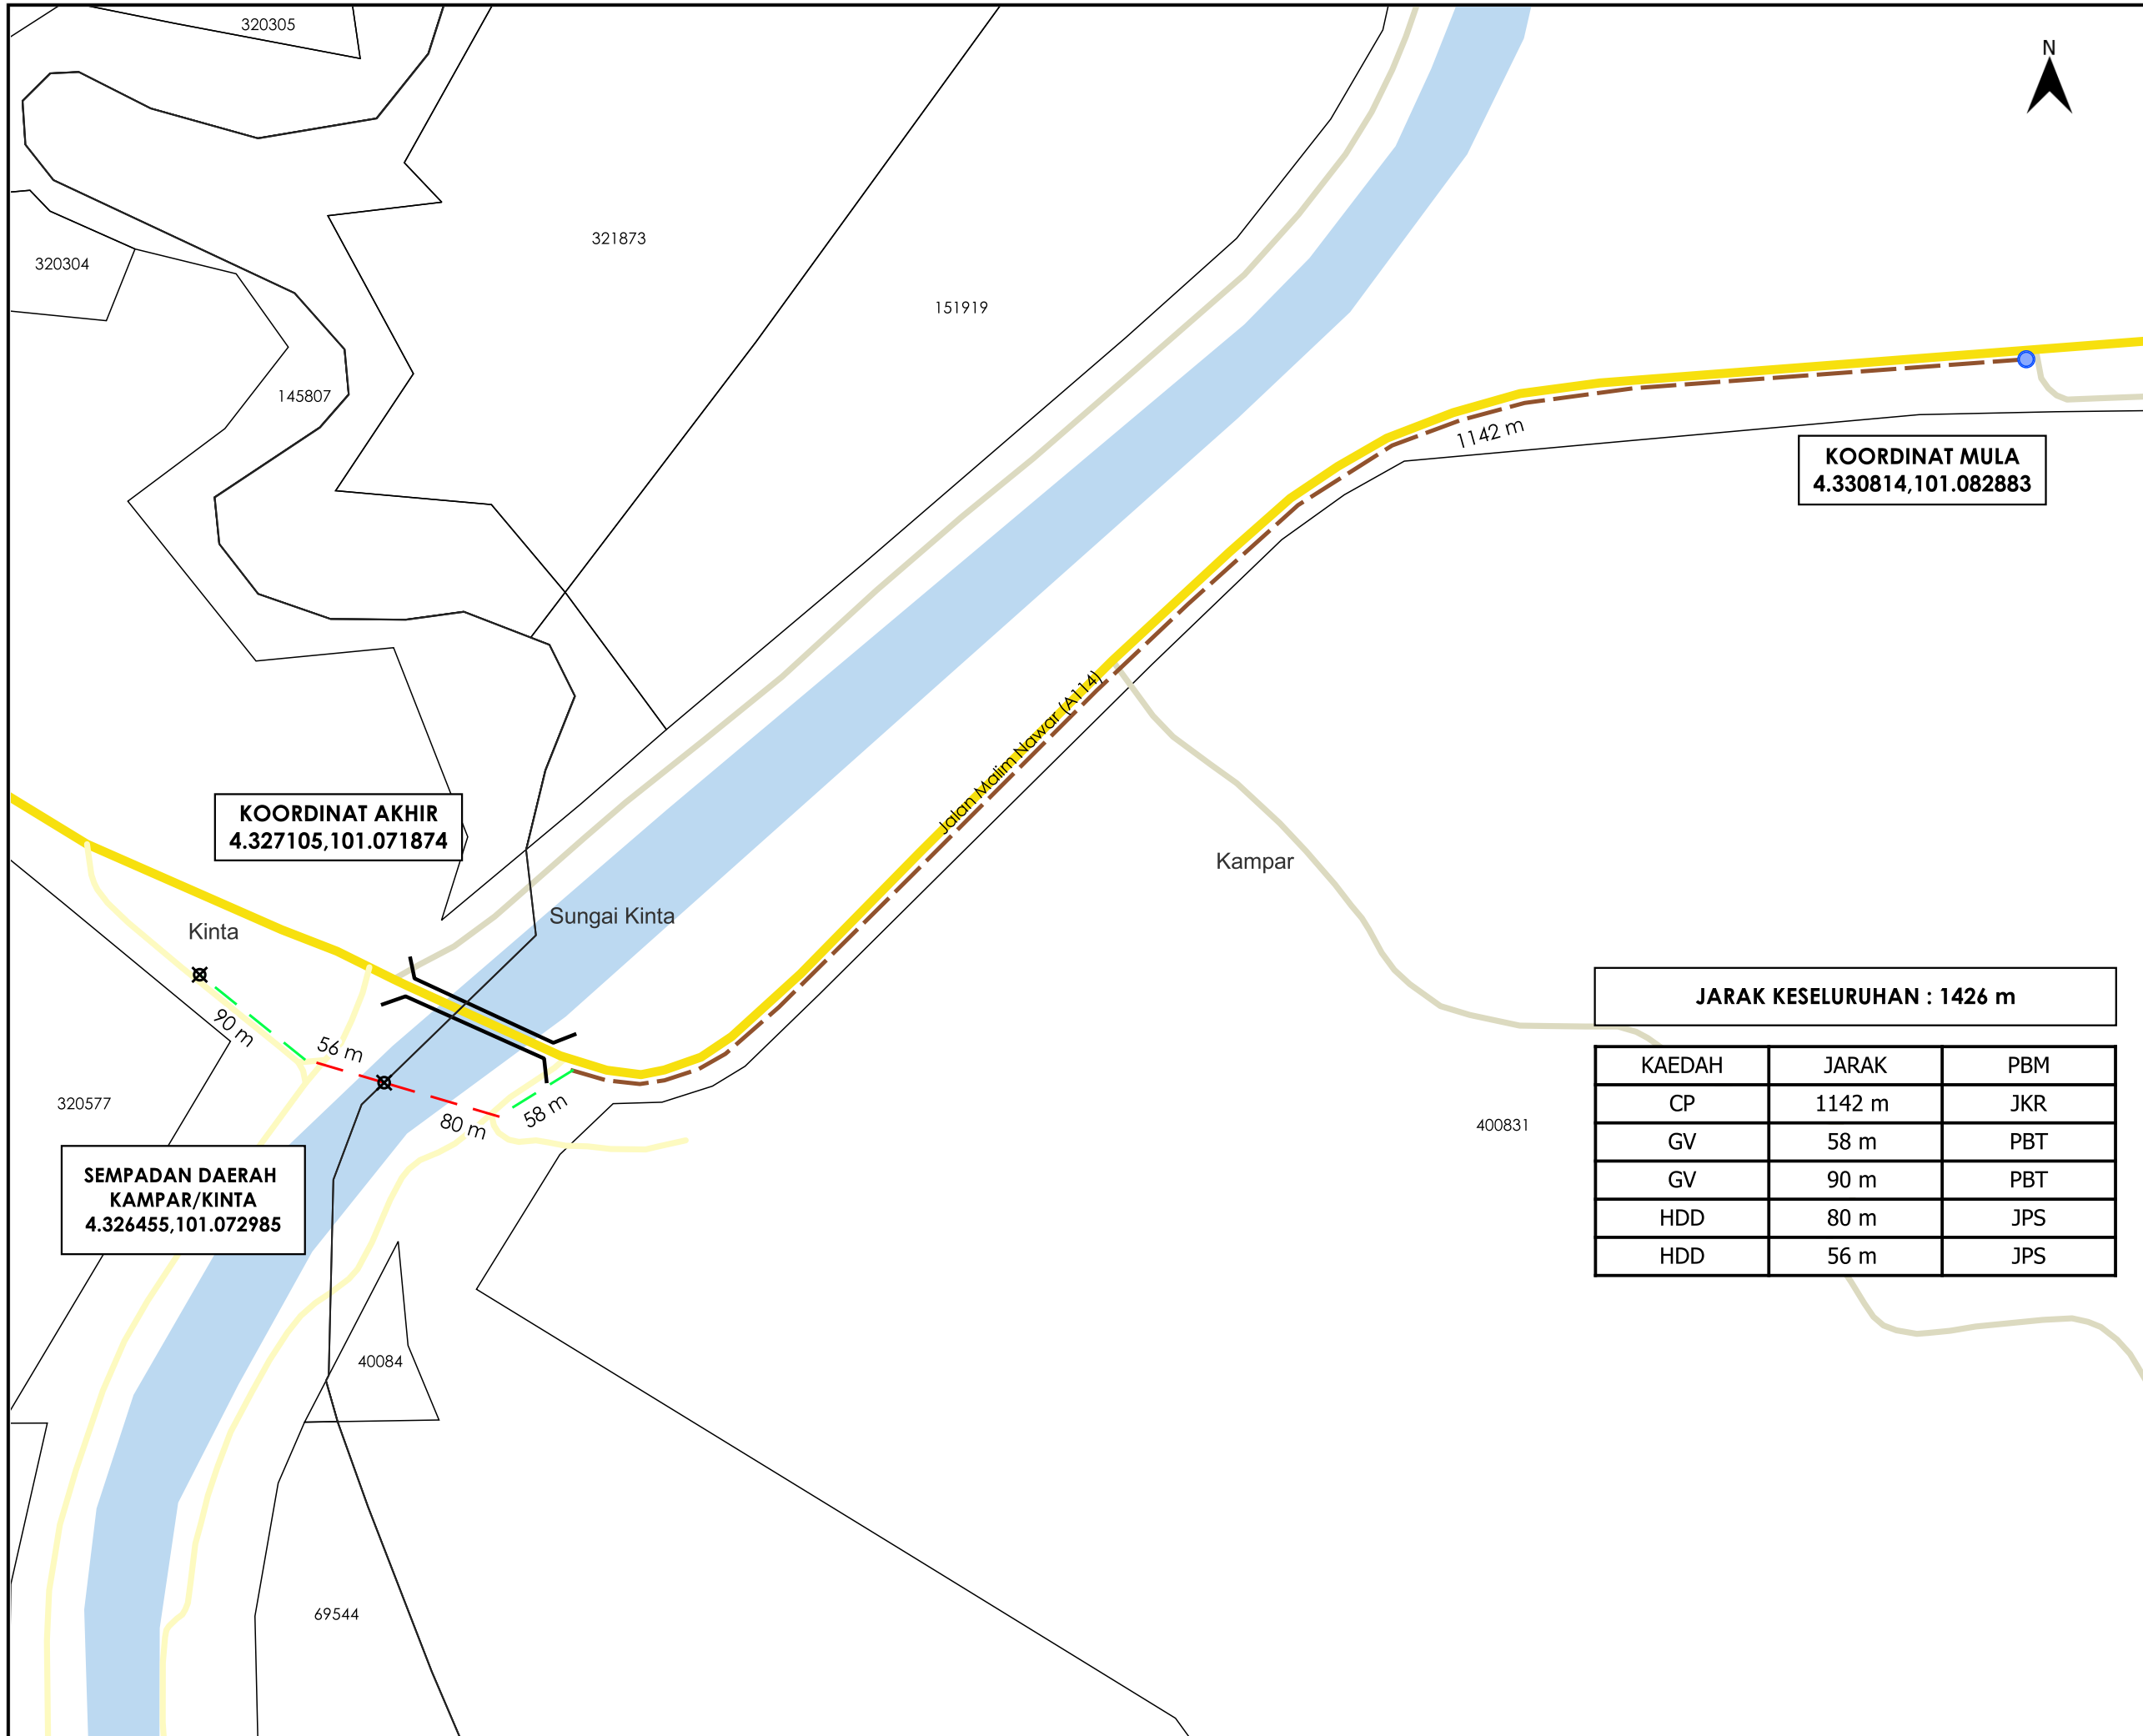 320305
N
321873
320304
151919
145807
1142 m
KOORDINAT MULA
4.330814,101.082883
Jalan Malim Nawar (A114)
KOORDINAT AKHIR
4.327105,101.071874
Kampar
Sungai Kinta
Kinta
90 m
56 m
80 m
58 m
320577
400831
SEMPADAN DAERAH
KAMPAR/KINTA
4.326455,101.072985
JARAK KESELURUHAN : 1426 m
KAEDAH JARAK PBM
CP 1142 m JKR
GV 58 m PBT
GV 90 m PBT
HDD 80 m JPS
HDD 56 m JPS
40084
69544